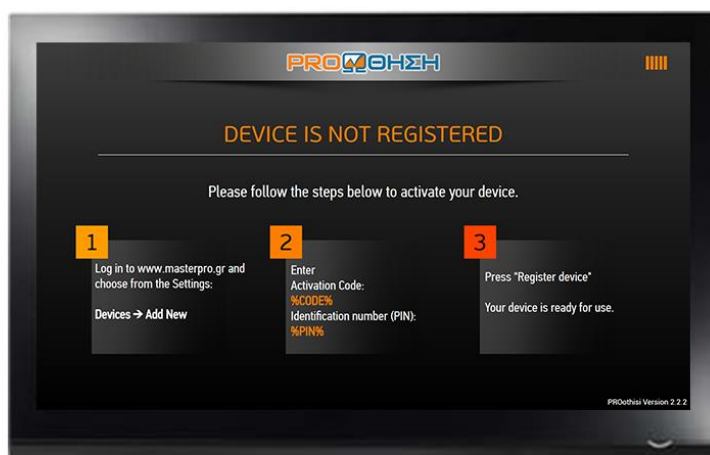 PROΩΘΗΣΗ
DEVICE IS NOT REGISTERED
Please follow the steps below to activate your device.
1
Log in to www.masterpro.gr and
choose from the Settings:
Devices → Add New
2
Enter
Activation Code:
%CODE%
Identification number (PIN):
%PIN%
3
Press "Register device"
Your device is ready for use.
PROothisi Version 2.2.2